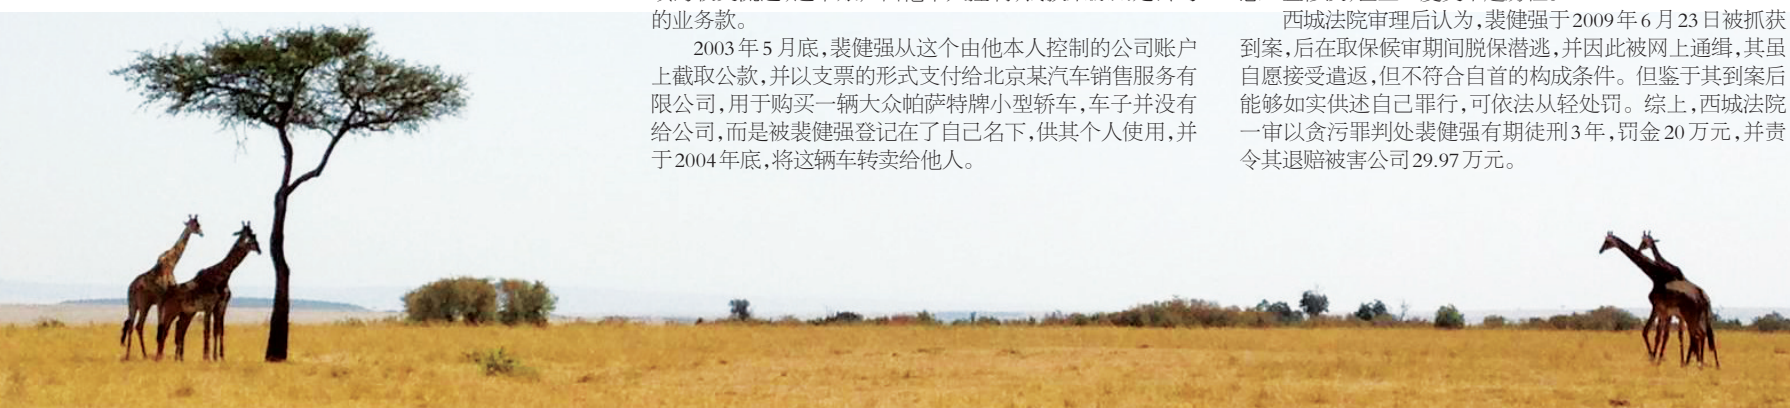 的业务款。
2003年5月底,裴健强从这个由他本人控制的公司账户
上截取公款,并以支票的形式支付给北京某汽车销售服务有
限公司,用于购买一辆大众帕萨特牌小型轿车,车子并没有
给公司,而是被裴健强登记在了自己名下,供其个人使用,并
于2004年底,将这辆车转卖给他人。
西城法院审理后认为,裴健强于2009年6月23日被抓获
到案,后在取保候审期间脱保潜逃,并因此被网上通缉,其虽
自愿接受遣返,但不符合自首的构成条件。但鉴于其到案后
能够如实供述自己罪行,可依法从轻处罚。综上,西城法院
一审以贪污罪判处裴健强有期徒刑3年,罚金20万元,并责
令其退赔被害公司29.97万元。